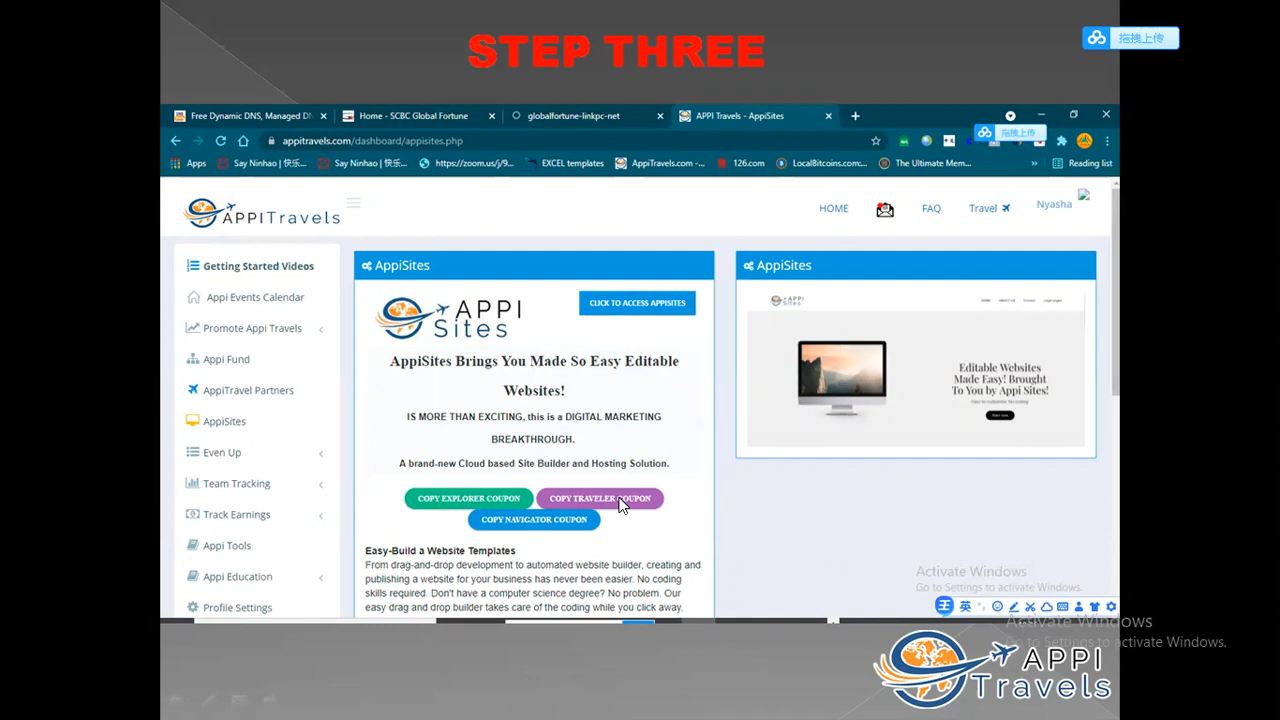 STEP THREE
拖拽上传
Free Dynamic DNS, Managed D
Home - SCBC Global Fortune
globalfortune-linkpc-net
APPI Travels - AppiSites
appitravels.com/dashboard/appisites.php
拖拽上传
Apps
Say Ninhao | 快乐...
Say Ninhao | 快乐...
https://zoom.us/j/9...
EXCEL templates
AppiTravels.com -...
126.com
LocalBitcoins.com:...
The Ultimate Mem...
Reading list
APPITravels
HOME
FAQ
Travel
Nyasha
Getting Started Videos
Appi Events Calendar
Promote Appi Travels
Appi Fund
AppiTravel Partners
AppiSites
Even Up
Team Tracking
Track Earnings
Appi Tools
Appi Education
Profile Settings
AppiSites
APPI
Sites
CLICK TO ACCESS APPISITES
AppiSites Brings You Made So Easy Editable
Websites!
IS MORE THAN EXCITING, this is a DIGITAL MARKETING
BREAKTHROUGH.
A brand-new Cloud based Site Builder and Hosting Solution.
COPY EXPLORER COUPON
COPY TRAVELER COUPON
COPY NAVIGATOR COUPON
Easy-Build a Website Templates
From drag-and-drop development to automated website builder, creating and
publishing a website for your business has never been easier. No coding
skills required. Don't have a computer science degree? No problem. Our
easy drag and drop builder takes care of the coding while you click away.
AppiSites
APPI
Sites
HOME
ABOUT US
Editable Websites
Made Easy! Brought
To You by Appi Sites!
Activate Windows
Go to Settings to activate Windows.
英
Activate Windows
Go to Settings to activate Windows.
APPI
Travels